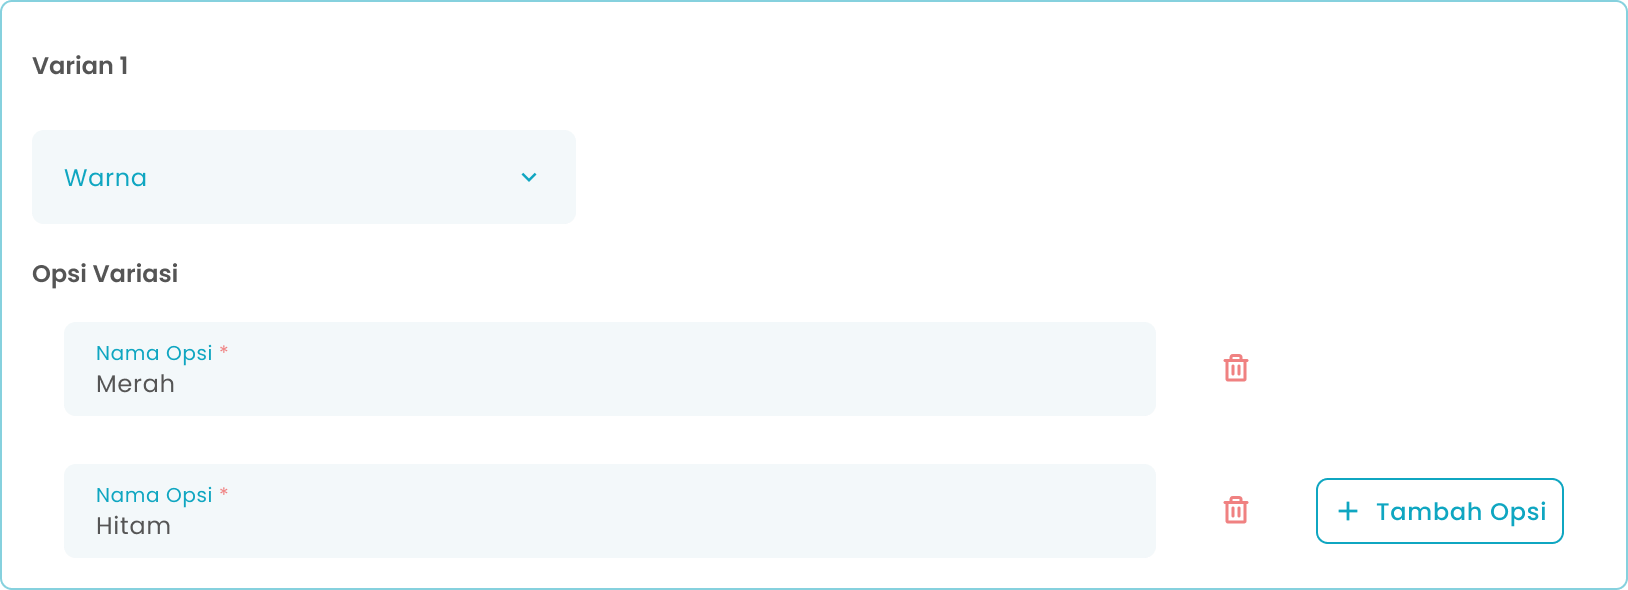 Varian 1
Warna
Opsi Variasi
Nama Opsi *
Merah
Nama Opsi *
Hitam
+ Tambah Opsi